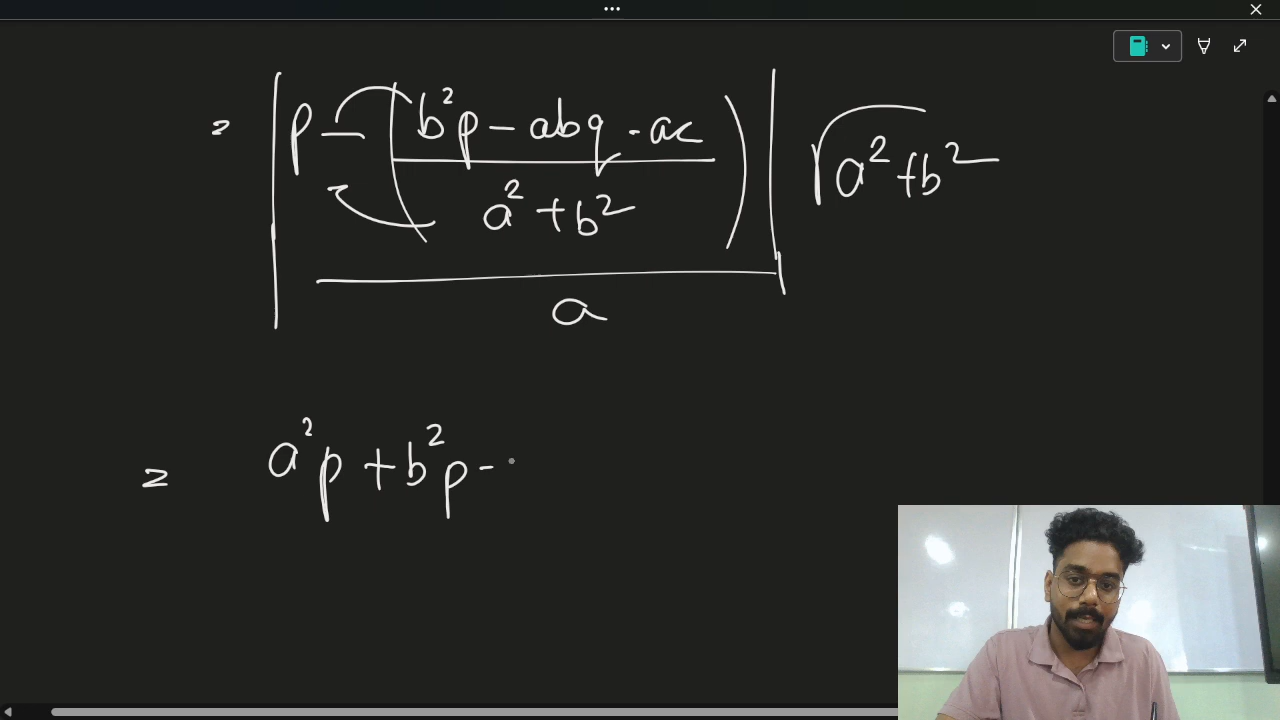 = | p - ( b²p - abq - ac / a² + b² ) / a | √a² + b²
= a²p + b²p -